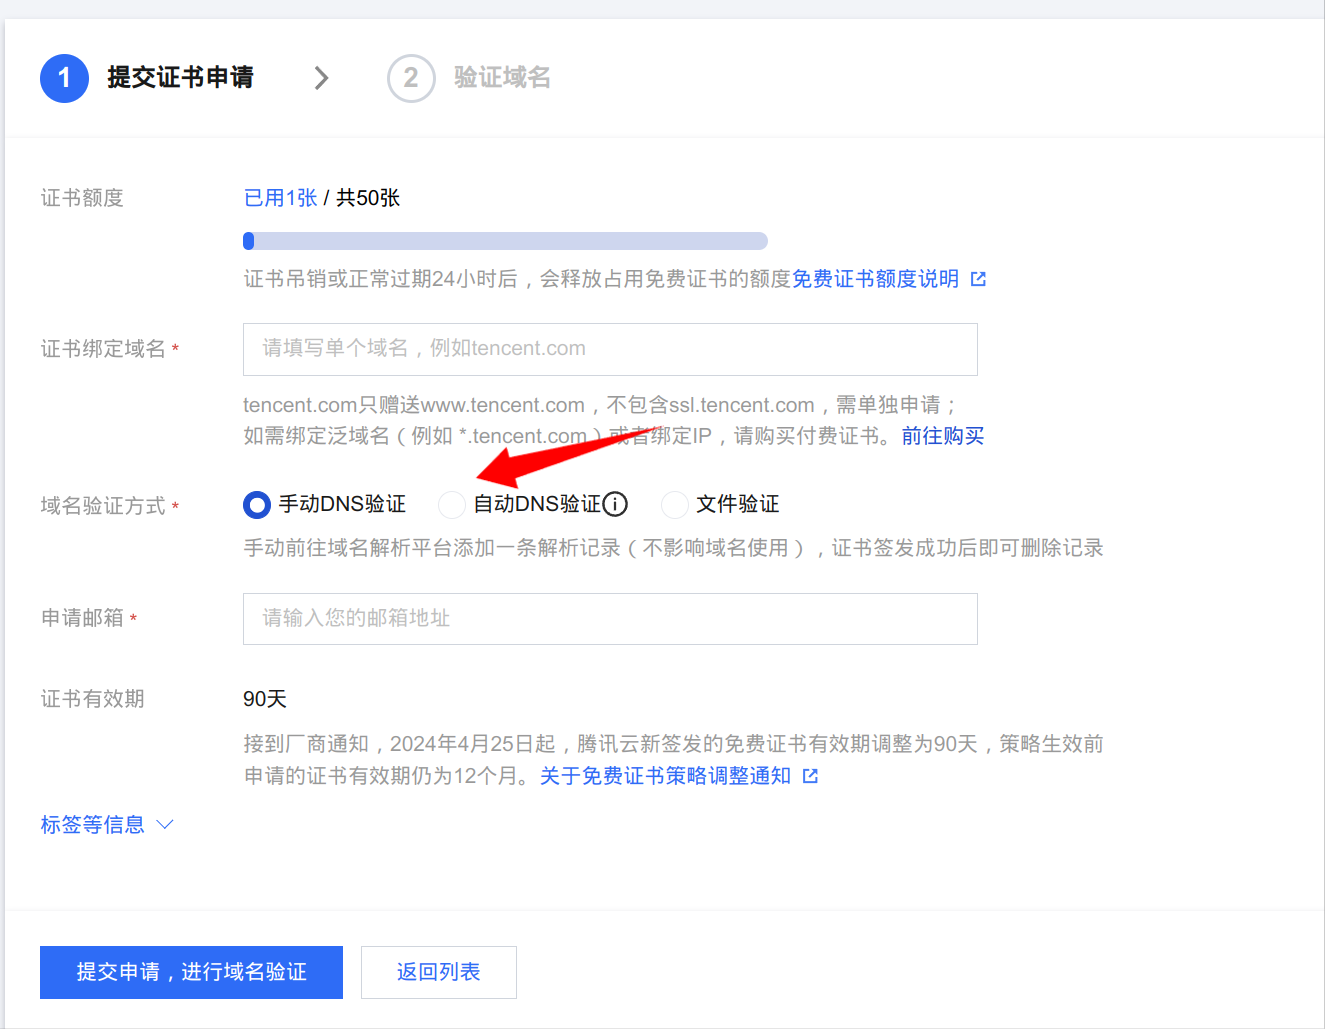 1 提交证书申请 2 验证域名
证书额度 已用1张 / 共50张
证书吊销或正常过期24小时后，会释放占用免费证书的额度免费证书额度说明
证书绑定域名 * 请填写单个域名，例如tencent.com
tencent.com只赠送www.tencent.com，不包含ssl.tencent.com，需单独申请；
如需绑定泛域名（例如 *.tencent.com）或者绑定IP，请购买付费证书。前往购买
域名验证方式 * 手动DNS验证 自动DNS验证 文件验证
手动前往域名解析平台添加一条解析记录（不影响域名使用），证书签发成功后即可删除记录
申请邮箱 * 请输入您的邮箱地址
证书有效期 90天
接到厂商通知，2024年4月25日起，腾讯云新签发的免费证书有效期调整为90天，策略生效前
申请的证书有效期仍为12个月。关于免费证书策略调整通知
标签等信息
提交申请，进行域名验证 返回列表